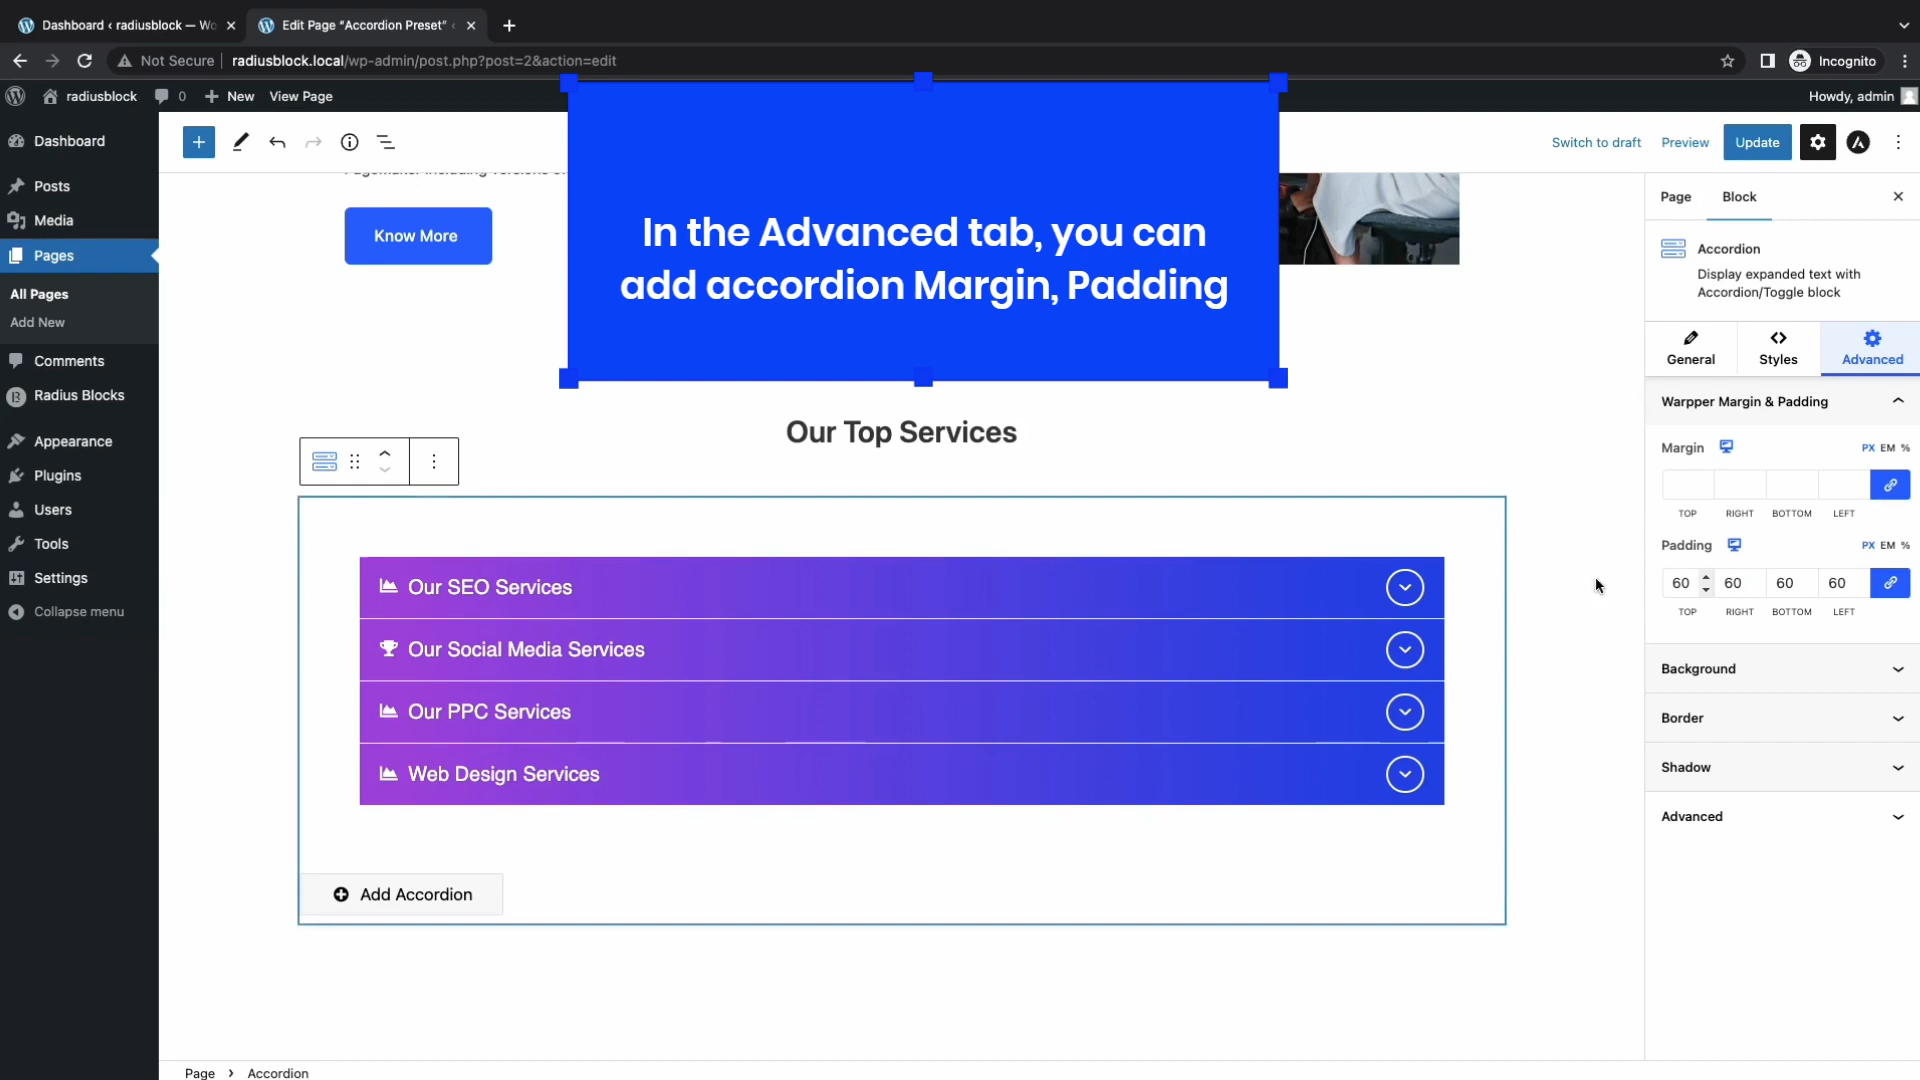 Dashboard ‹ radiusblock — Wo
Edit Page “Accordion Preset” ‹
Not Secure
radiusblock.local/wp-admin/post.php?post=2&action=edit
Incognito
radiusblock
0
New
View Page
Howdy, admin
Dashboard
Posts
Media
Pages
All Pages
Add New
Comments
Radius Blocks
Appearance
Plugins
Users
Tools
Settings
Collapse menu
Switch to draft
Preview
Update
Know More
In the Advanced tab, you can
add accordion Margin, Padding
Our Top Services
Our SEO Services
Our Social Media Services
Our PPC Services
Web Design Services
Add Accordion
Page
Block
Accordion
Display expanded text with
Accordion/Toggle block
General
Styles
Advanced
Warpper Margin & Padding
Margin
PX EM %
TOP RIGHT BOTTOM LEFT
Padding
PX EM %
60 60 60 60
TOP RIGHT BOTTOM LEFT
Background
Border
Shadow
Advanced
Page › Accordion